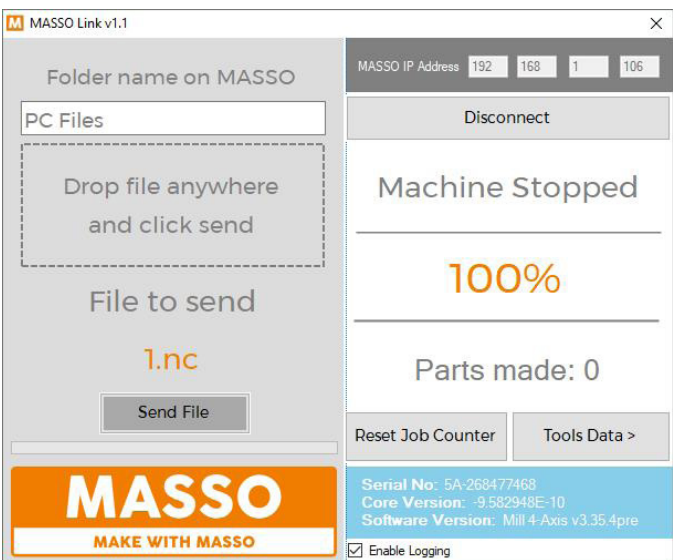 MASSO Link v1.1
Folder name on MASSO
PC Files
Drop file anywhere
and click send
File to send
1.nc
Send File
MASSO
MAKE WITH MASSO
MASSO IP Address 192 168 1 106
Disconnect
Machine Stopped
100%
Parts made: 0
Reset Job Counter
Tools Data >
Serial No: 5A-268477468
Core Version: -9.582948E-10
Software Version: Mill 4-Axis v3.35.4pre
Enable Logging